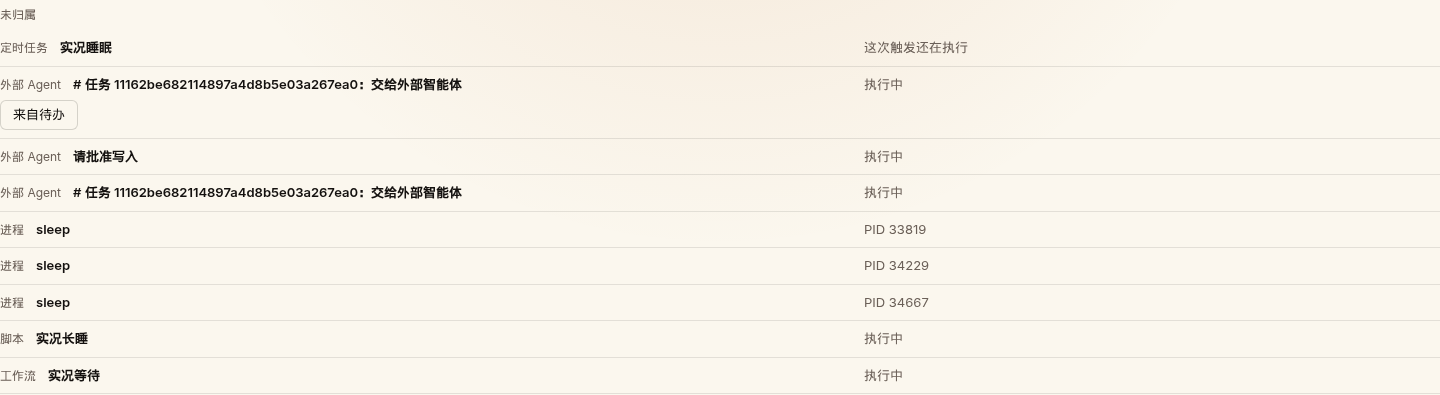 未归属
定时任务 实况睡眠 这次触发还在执行
外部 Agent # 任务 11162be682114897a4d8b5e03a267ea0：交给外部智能体 执行中
来自待办
外部 Agent 请批准写入 执行中
外部 Agent # 任务 11162be682114897a4d8b5e03a267ea0：交给外部智能体 执行中
进程 sleep PID 33819
进程 sleep PID 34229
进程 sleep PID 34667
脚本 实况长睡 执行中
工作流 实况等待 执行中